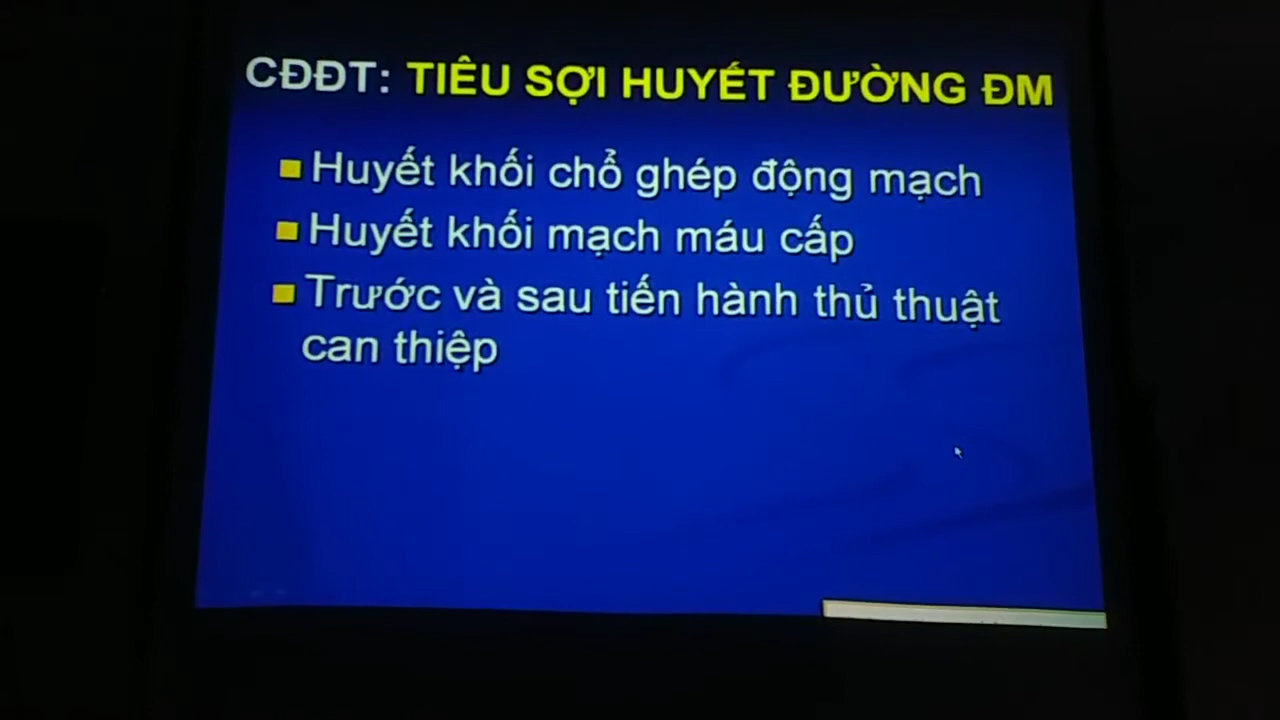 CĐĐT: TIÊU SỢI HUYẾT ĐƯỜNG ĐM
Huyết khối chổ ghép động mạch
Huyết khối mạch máu cấp
Trước và sau tiến hành thủ thuật
can thiệp